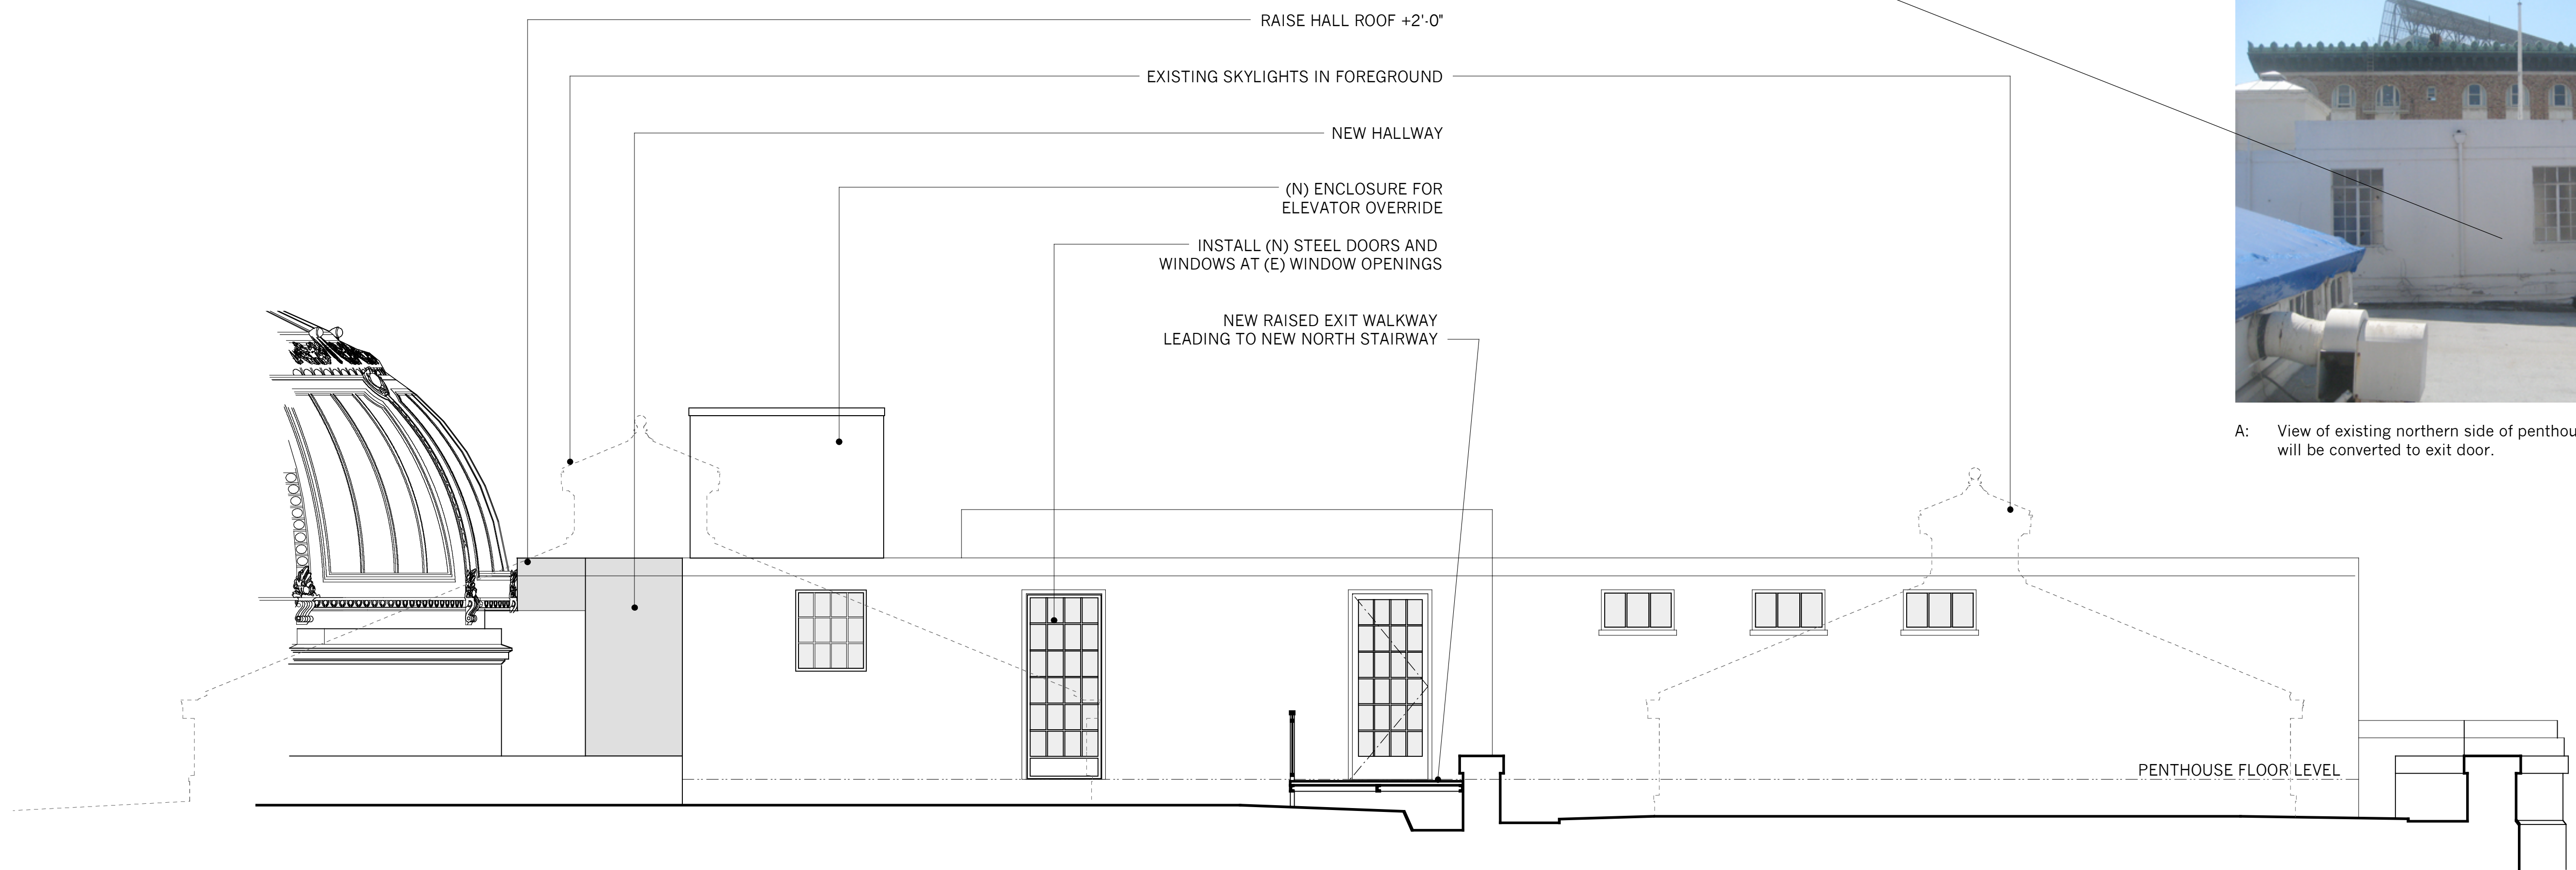 RAISE HALL ROOF +2'-0"
EXISTING SKYLIGHTS IN FOREGROUND
NEW HALLWAY
(N) ENCLOSURE FOR
ELEVATOR OVERRIDE
INSTALL (N) STEEL DOORS AND
WINDOWS AT (E) WINDOW OPENINGS
NEW RAISED EXIT WALKWAY
LEADING TO NEW NORTH STAIRWAY
A: View of existing northern side of penthou
will be converted to exit door.
PENTHOUSE FLOOR LEVEL